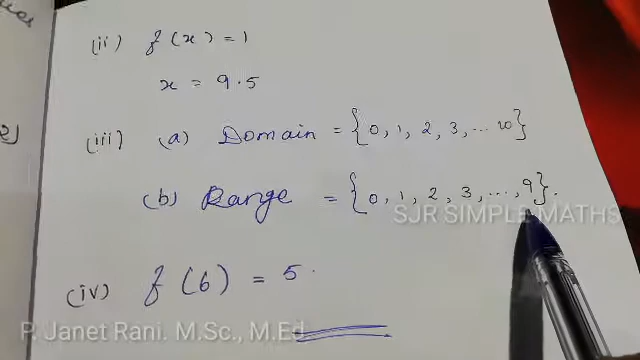 (ii) f(x) = 1
x = 9.5
(iii) (a) Domain = {0, 1, 2, 3, ... 10}
(b) Range = {0, 1, 2, 3, ..., 9}.
SJR SIMPLE MATHS
(iv) f(6) = 5.
P. Janet Rani. M.Sc., M.Ed